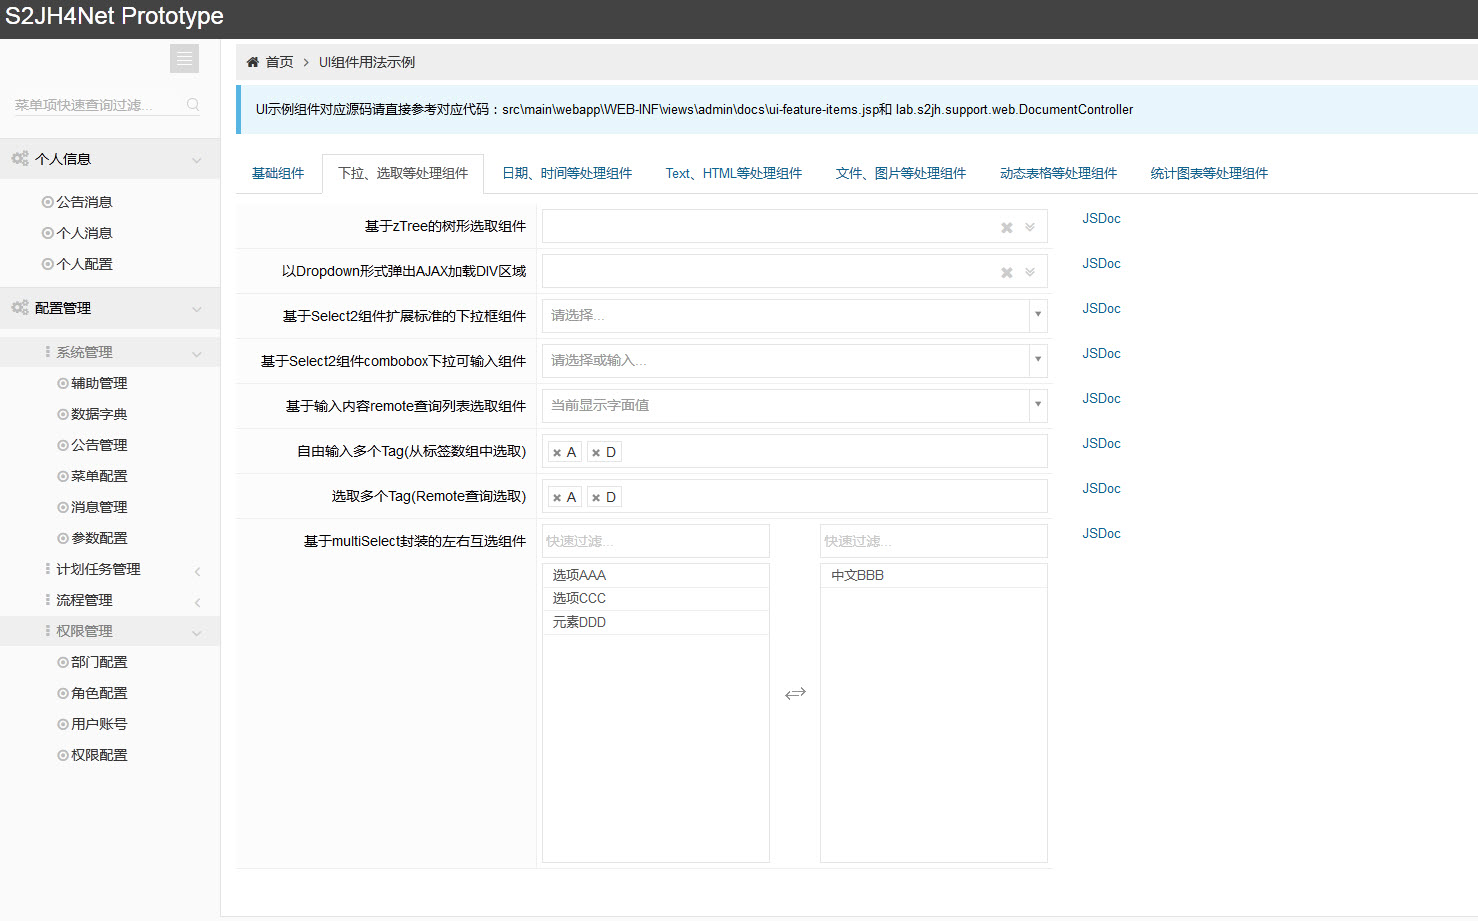 S2JH4Net Prototype
菜单项快速查询过滤...
个人信息
公告消息
个人消息
个人配置
配置管理
系统管理
辅助管理
数据字典
公告管理
菜单配置
消息管理
参数配置
计划任务管理
流程管理
权限管理
部门配置
角色配置
用户账号
权限配置
首页 > UI组件用法示例
UI示例组件对应源码请直接参考对应代码：src\main\webapp\WEB-INF\views\admin\docs\ui-feature-items.jsp和 lab.s2jh.support.web.DocumentController
基础组件 下拉、选取等处理组件 日期、时间等处理组件 Text、HTML等处理组件 文件、图片等处理组件 动态表格等处理组件 统计图表等处理组件
基于zTree的树形选取组件 JSDoc
以Dropdown形式弹出AJAX加载DIV区域 JSDoc
基于Select2组件扩展标准的下拉框组件 请选择... JSDoc
基于Select2组件combobox下拉可输入组件 请选择或输入... JSDoc
基于输入内容remote查询列表选取组件 当前显示字面值 JSDoc
自由输入多个Tag(从标签数组中选取) × A × D JSDoc
选取多个Tag(Remote查询选取) × A × D JSDoc
基于multiSelect封装的左右互选组件 快速过滤... 快速过滤... JSDoc
选项AAA 中文BBB
选项CCC
元素DDD